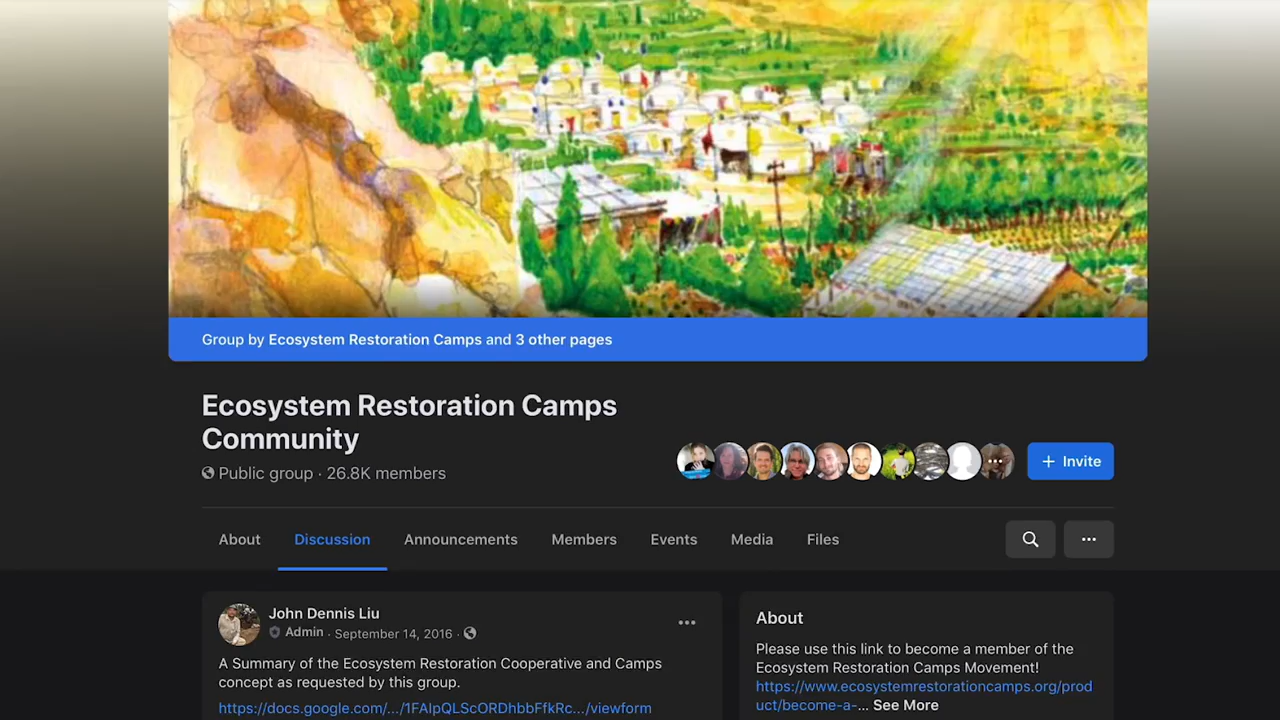 Group by Ecosystem Restoration Camps and 3 other pages
Ecosystem Restoration Camps
Community
Public group · 26.8K members
+ Invite
About
Discussion
Announcements
Members
Events
Media
Files
John Dennis Liu
Admin · September 14, 2016 ·
A Summary of the Ecosystem Restoration Cooperative and Camps
concept as requested by this group.
https://docs.google.com/.../1FAIpQLScORDhbbFfkRc.../viewform
About
Please use this link to become a member of the
Ecosystem Restoration Camps Movement!
https://www.ecosystemrestorationcamps.org/prod
uct/become-a-... See More